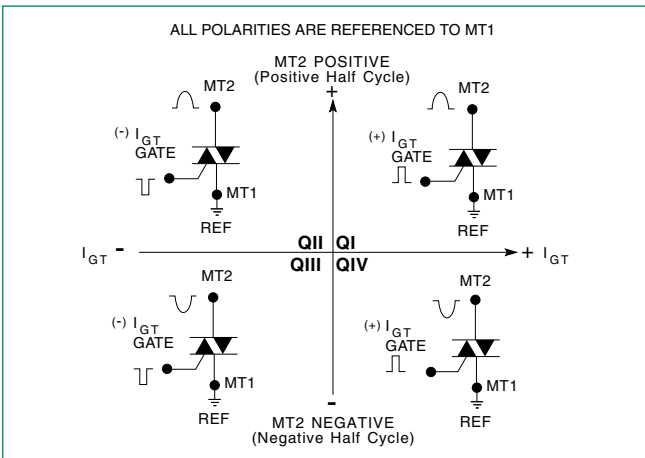 ALL POLARITIES ARE REFERENCED TO MT1
MT2 POSITIVE
(Positive Half Cycle)
+
MT2
(-) IGT
GATE
MT1
REF
MT2
(+) IGT
GATE
MT1
REF
IGT -
QII QI
QIII QIV
+ IGT
MT2
(-) IGT
GATE
MT1
REF
MT2
(+) IGT
GATE
MT1
REF
-
MT2 NEGATIVE
(Negative Half Cycle)